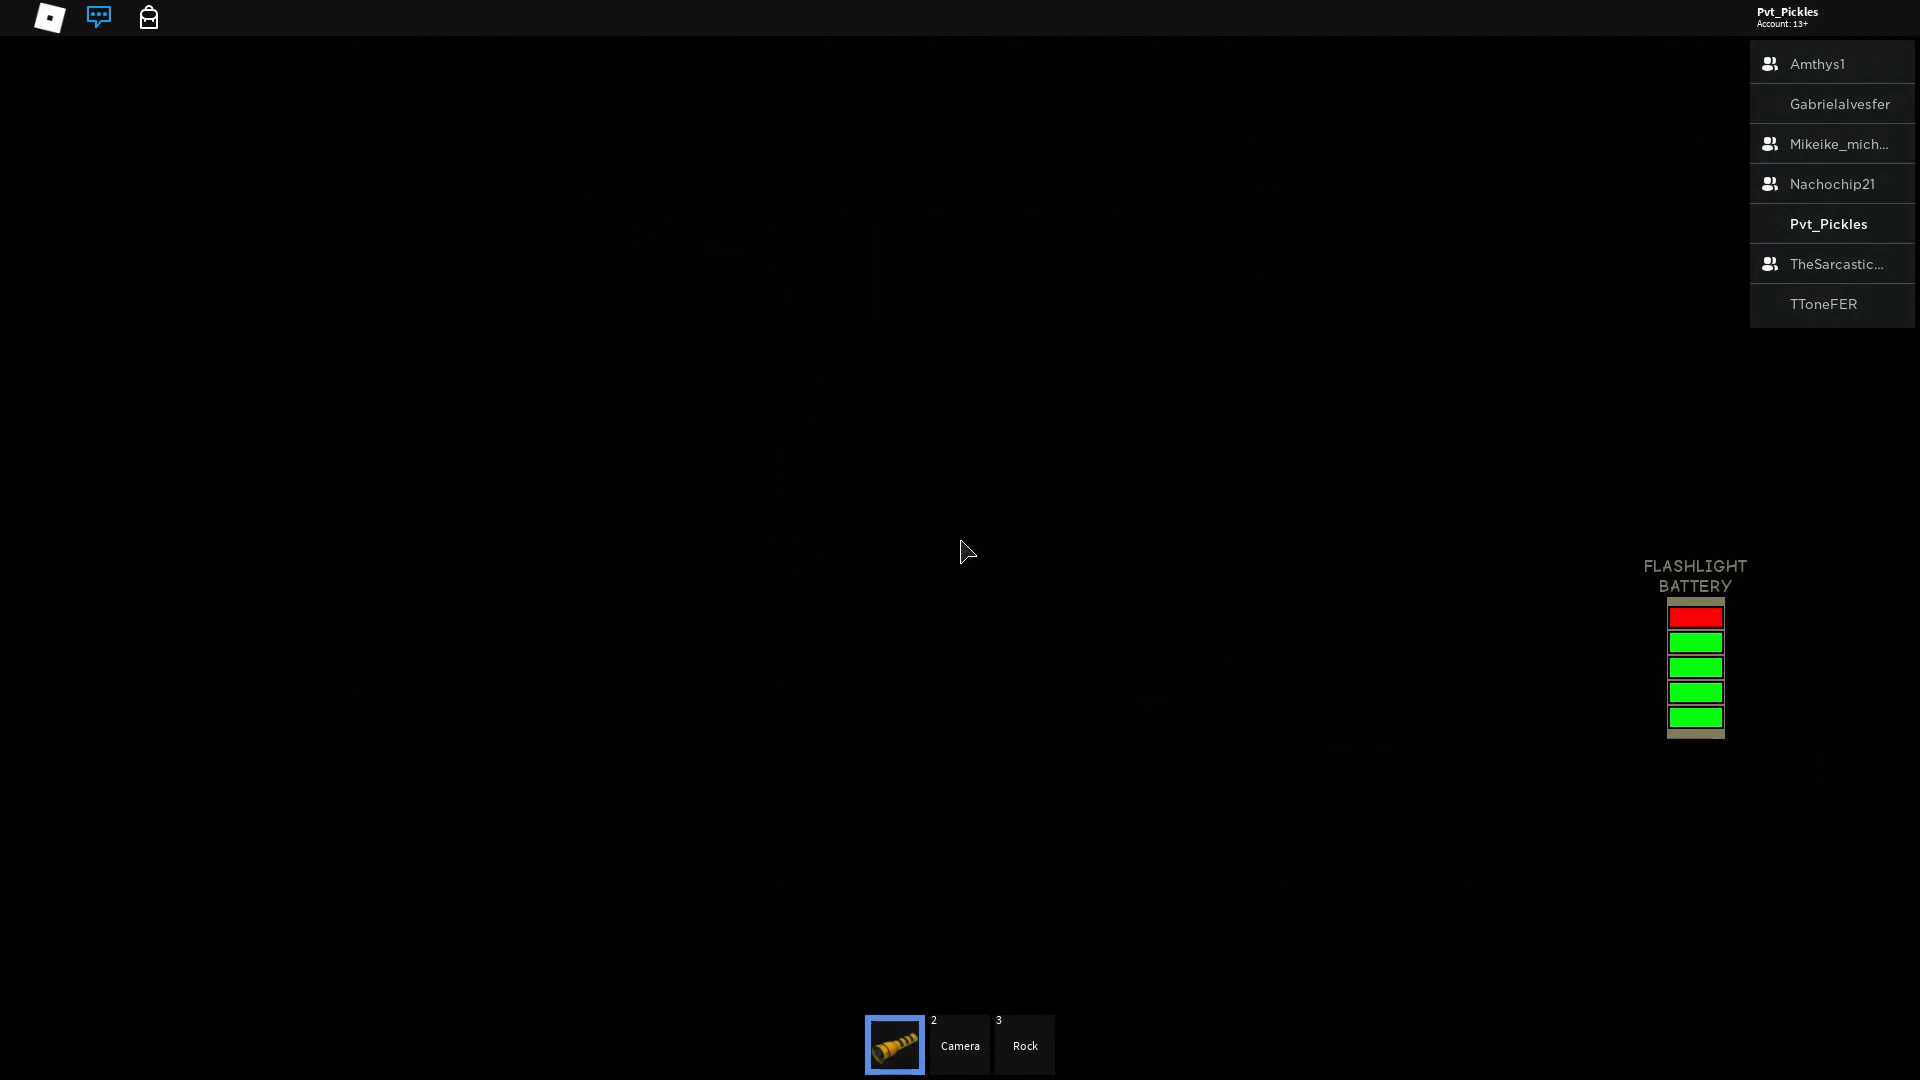 Pvt_Pickles
Account: 13+
Amthys1
Gabrielalvesfer
Mikeike_mich...
Nachochip21
Pvt_Pickles
TheSarcastic...
TToneFER
FLASHLIGHT
BATTERY
2
3
Camera
Rock